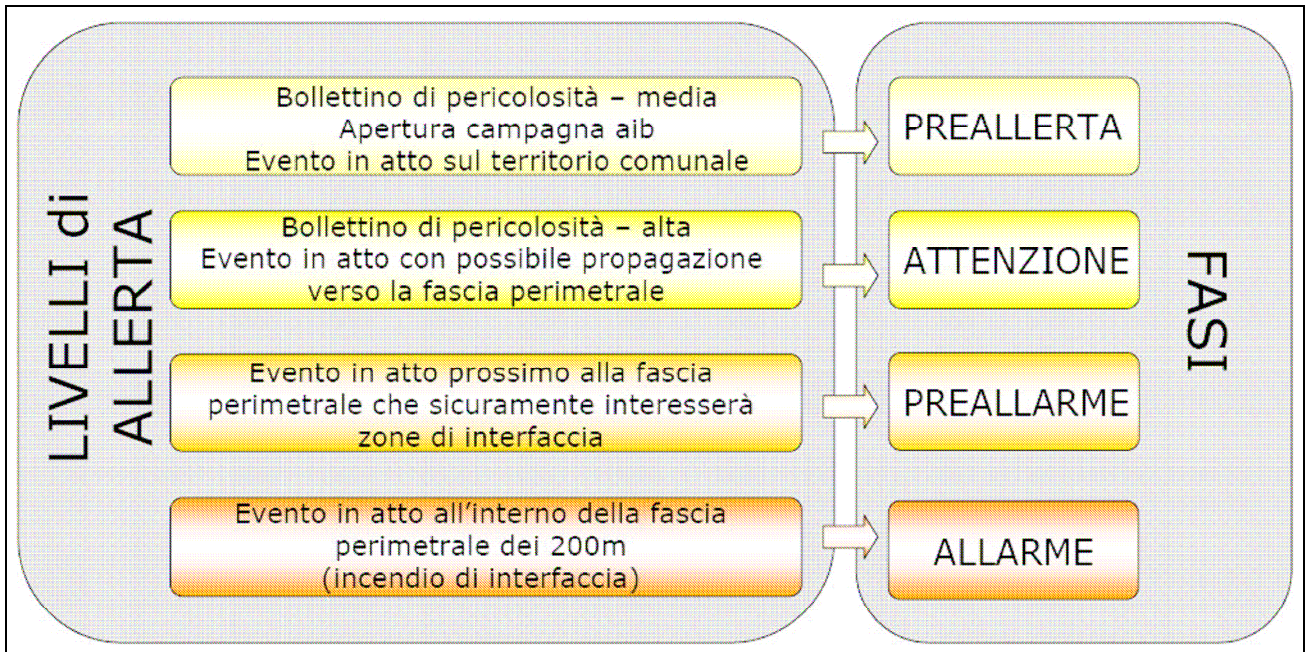 LIVELLI di
ALLERTA
Bollettino di pericolosità – media
Apertura campagna aib
Evento in atto sul territorio comunale
PREALLERTA
Bollettino di pericolosità – alta
Evento in atto con possibile propagazione
verso la fascia perimetrale
ATTENZIONE
Evento in atto prossimo alla fascia
perimetrale che sicuramente interesserà
zone di interfaccia
PREALLARME
Evento in atto all'interno della fascia
perimetrale dei 200m
(incendio di interfaccia)
ALLARME
FASI